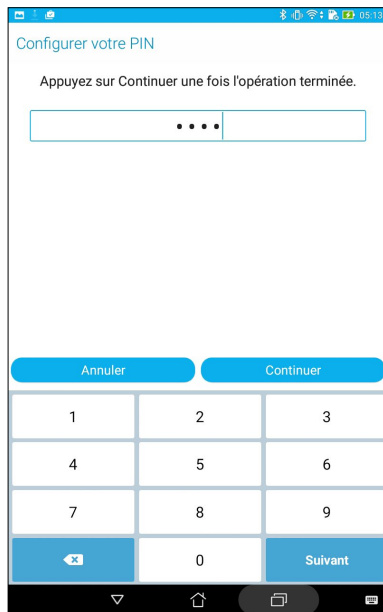 05:13
Configurer votre PIN
Appuyez sur Continuer une fois l'opération terminée.
••••
Annuler Continuer
1 2 3
4 5 6
7 8 9
0 Suivant